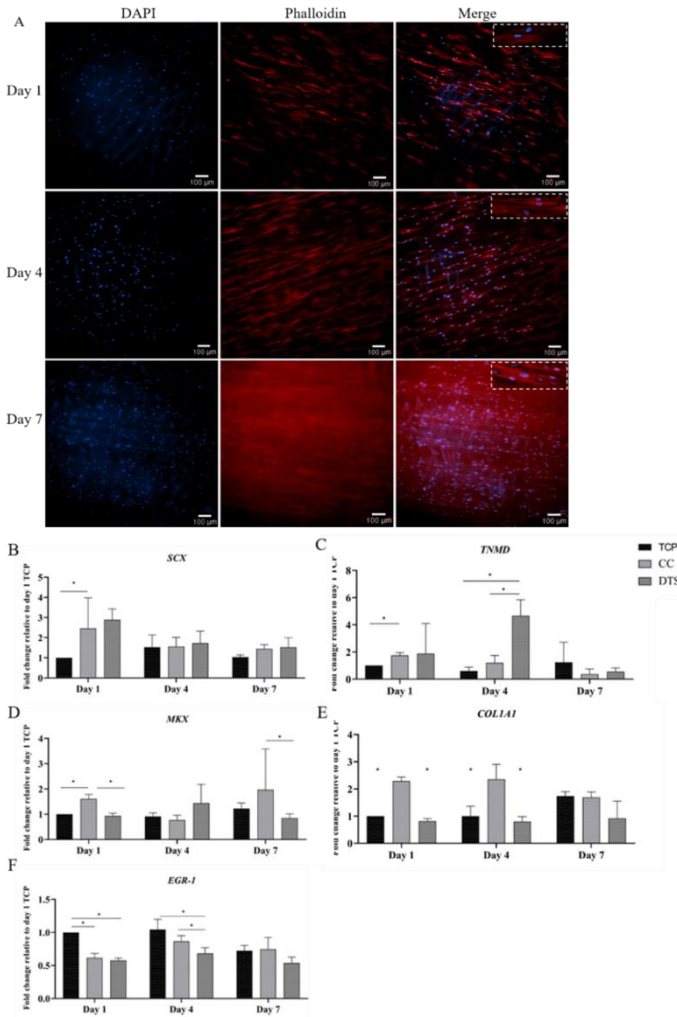 A
DAPI Phalloidin Merge
Day 1
100 µm 100 µm 100 µm
Day 4
100 µm 100 µm 100 µm
Day 7
100 µm 100 µm 100 µm
B
SCX
Fold change relative to day 1 TCP
5
4
3
2
1
0
*
Day 1 Day 4 Day 7
C
TNMD
8
6
4
2
0
* * *
Day 1 Day 4 Day 7
TCP
CC
DTS
D
MKX
Fold change relative to day 1 TCP
4
3
2
1
0
* * *
Day 1 Day 4 Day 7
E
COL1A1
4
3
2
1
0
* * * *
Day 1 Day 4 Day 7
F
EGR-1
Fold change relative to day 1 TCP
1.5
1.0
0.5
0.0
* * * *
Day 1 Day 4 Day 7